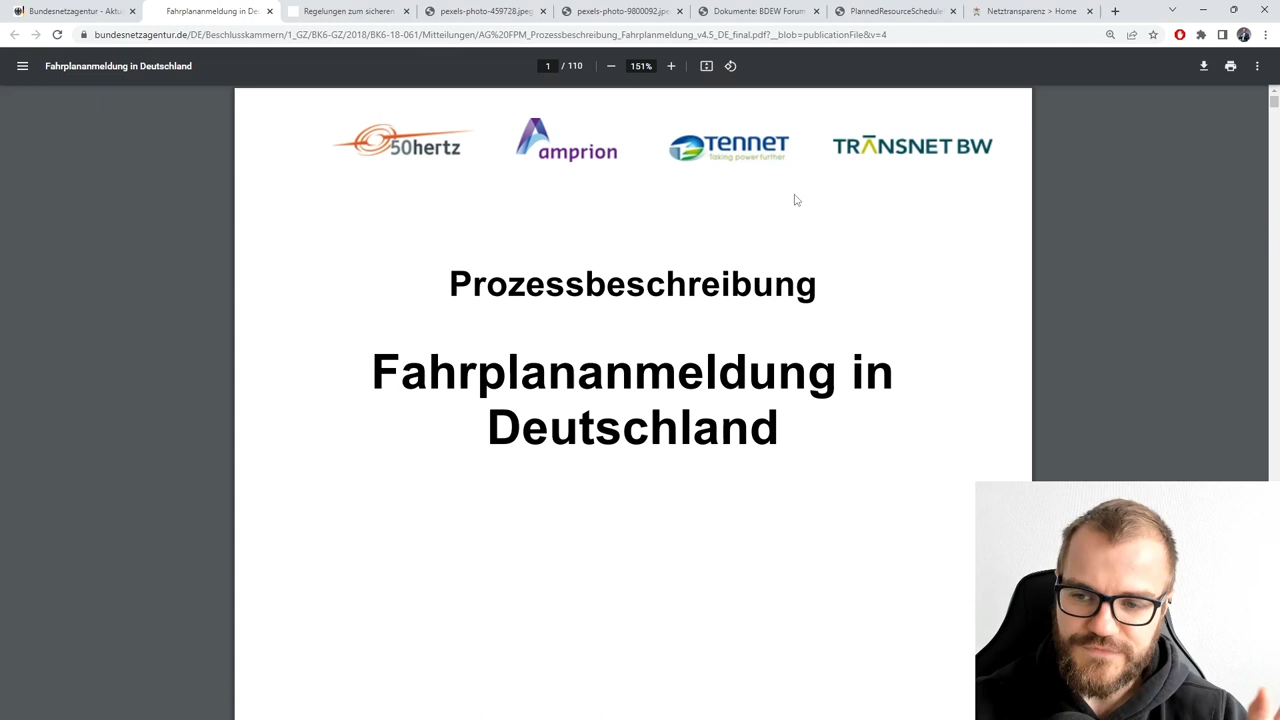 Bundesnetzagentur - Aktu
Fahrplananmeldung in De
Regelungen zum sicheren
pexels-photo-459728.jpeg
pexels-photo-9800092.jpe
Dokumente: BDEW Forum
PlannedResourceSchedule
Netztransparenz > Home
bundesnetzagentur.de/DE/Beschlusskammern/1_GZ/BK6-GZ/2018/BK6-18-061/Mitteilungen/AG%20FPM_Prozessbeschreibung_Fahrplanmeldung_v4.5_DE_final.pdf?__blob=publicationFile&v=4
Fahrplananmeldung in Deutschland
1 / 110
151%
50hertz
amprion
TENNET
Taking power further
TRANSNET BW
Prozessbeschreibung
Fahrplananmeldung in
Deutschland